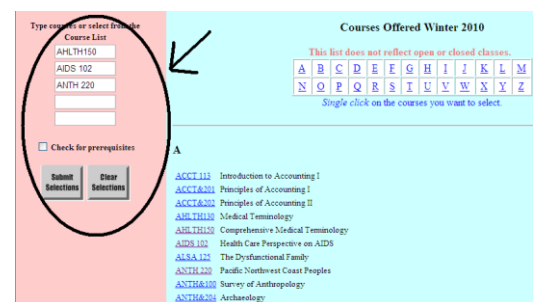 Type courses or select from the
Course List
AHLTH150
AIDS 102
ANTH 220
Check for prerequisites
Submit
Selections
Clear
Selections
Courses Offered Winter 2010
This list does not reflect open or closed classes.
A B C D E F G H I J K L M
N O P Q R S T U V W X Y Z
Single click on the courses you want to select.
A
ACCT 113 Introduction to Accounting I
ACCT&201 Principles of Accounting I
ACCT&202 Principles of Accounting II
AHLTH130 Medical Terminology
AHLTH150 Comprehensive Medical Terminology
AIDS 102 Health Care Perspective on AIDS
ALSA 125 The Dysfunctional Family
ANTH 220 Pacific Northwest Coast Peoples
ANTH&100 Survey of Anthropology
ANTH&204 Archaeology